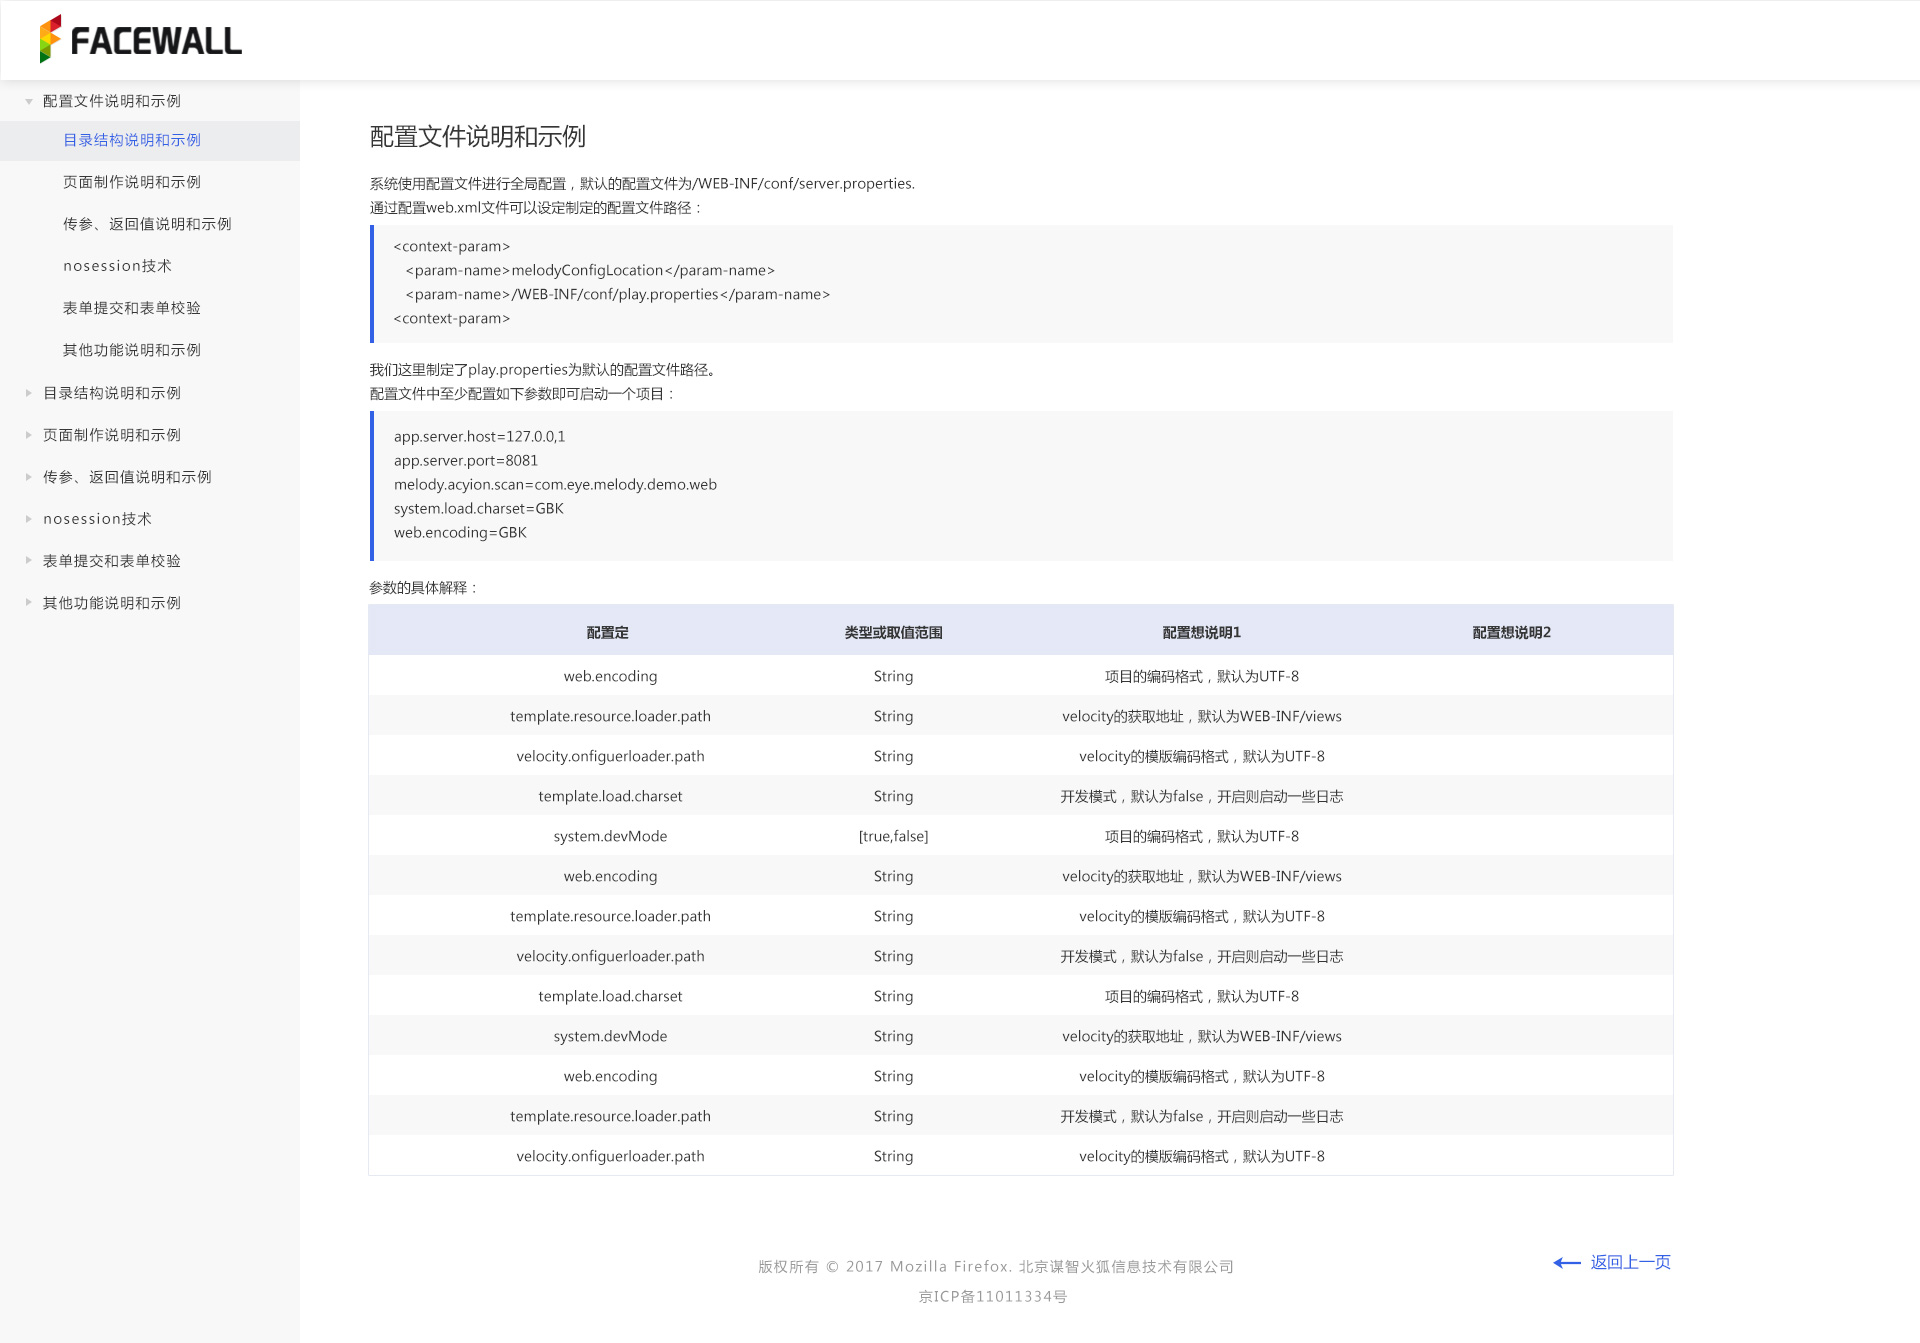 FACEWALL
配置文件说明和示例
目录结构说明和示例
页面制作说明和示例
传参、返回值说明和示例
nosession技术
表单提交和表单校验
其他功能说明和示例
目录结构说明和示例
页面制作说明和示例
传参、返回值说明和示例
nosession技术
表单提交和表单校验
其他功能说明和示例
配置文件说明和示例
系统使用配置文件进行全局配置，默认的配置文件为/WEB-INF/conf/server.properties.
通过配置web.xml文件可以设定制定的配置文件路径：
<context-param>
<param-name>melodyConfigLocation</param-name>
<param-name>/WEB-INF/conf/play.properties</param-name>
<context-param>
我们这里制定了play.properties为默认的配置文件路径。
配置文件中至少配置如下参数即可启动一个项目：
app.server.host=127.0.0,1
app.server.port=8081
melody.acyion.scan=com.eye.melody.demo.web
system.load.charset=GBK
web.encoding=GBK
参数的具体解释：
配置定 类型或取值范围 配置想说明1 配置想说明2
web.encoding String 项目的编码格式，默认为UTF-8
template.resource.loader.path String velocity的获取地址，默认为WEB-INF/views
velocity.onfiguerloader.path String velocity的模版编码格式，默认为UTF-8
template.load.charset String 开发模式，默认为false，开启则启动一些日志
system.devMode [true,false] 项目的编码格式，默认为UTF-8
web.encoding String velocity的获取地址，默认为WEB-INF/views
template.resource.loader.path String velocity的模版编码格式，默认为UTF-8
velocity.onfiguerloader.path String 开发模式，默认为false，开启则启动一些日志
template.load.charset String 项目的编码格式，默认为UTF-8
system.devMode String velocity的获取地址，默认为WEB-INF/views
web.encoding String velocity的模版编码格式，默认为UTF-8
template.resource.loader.path String 开发模式，默认为false，开启则启动一些日志
velocity.onfiguerloader.path String velocity的模版编码格式，默认为UTF-8
返回上一页
版权所有 © 2017 Mozilla Firefox. 北京谋智火狐信息技术有限公司
京ICP备11011334号